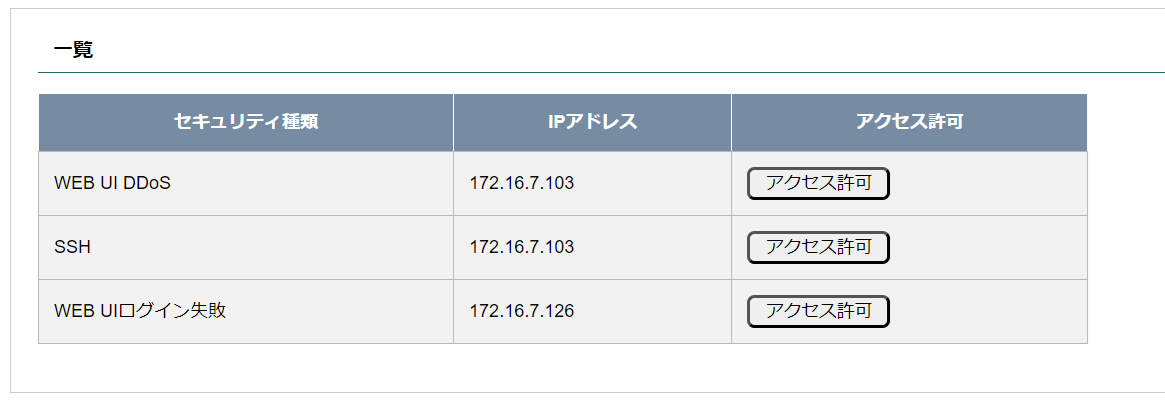 一覧
セキュリティ種類 IPアドレス アクセス許可
WEB UI DDoS 172.16.7.103 アクセス許可
SSH 172.16.7.103 アクセス許可
WEB UIログイン失敗 172.16.7.126 アクセス許可